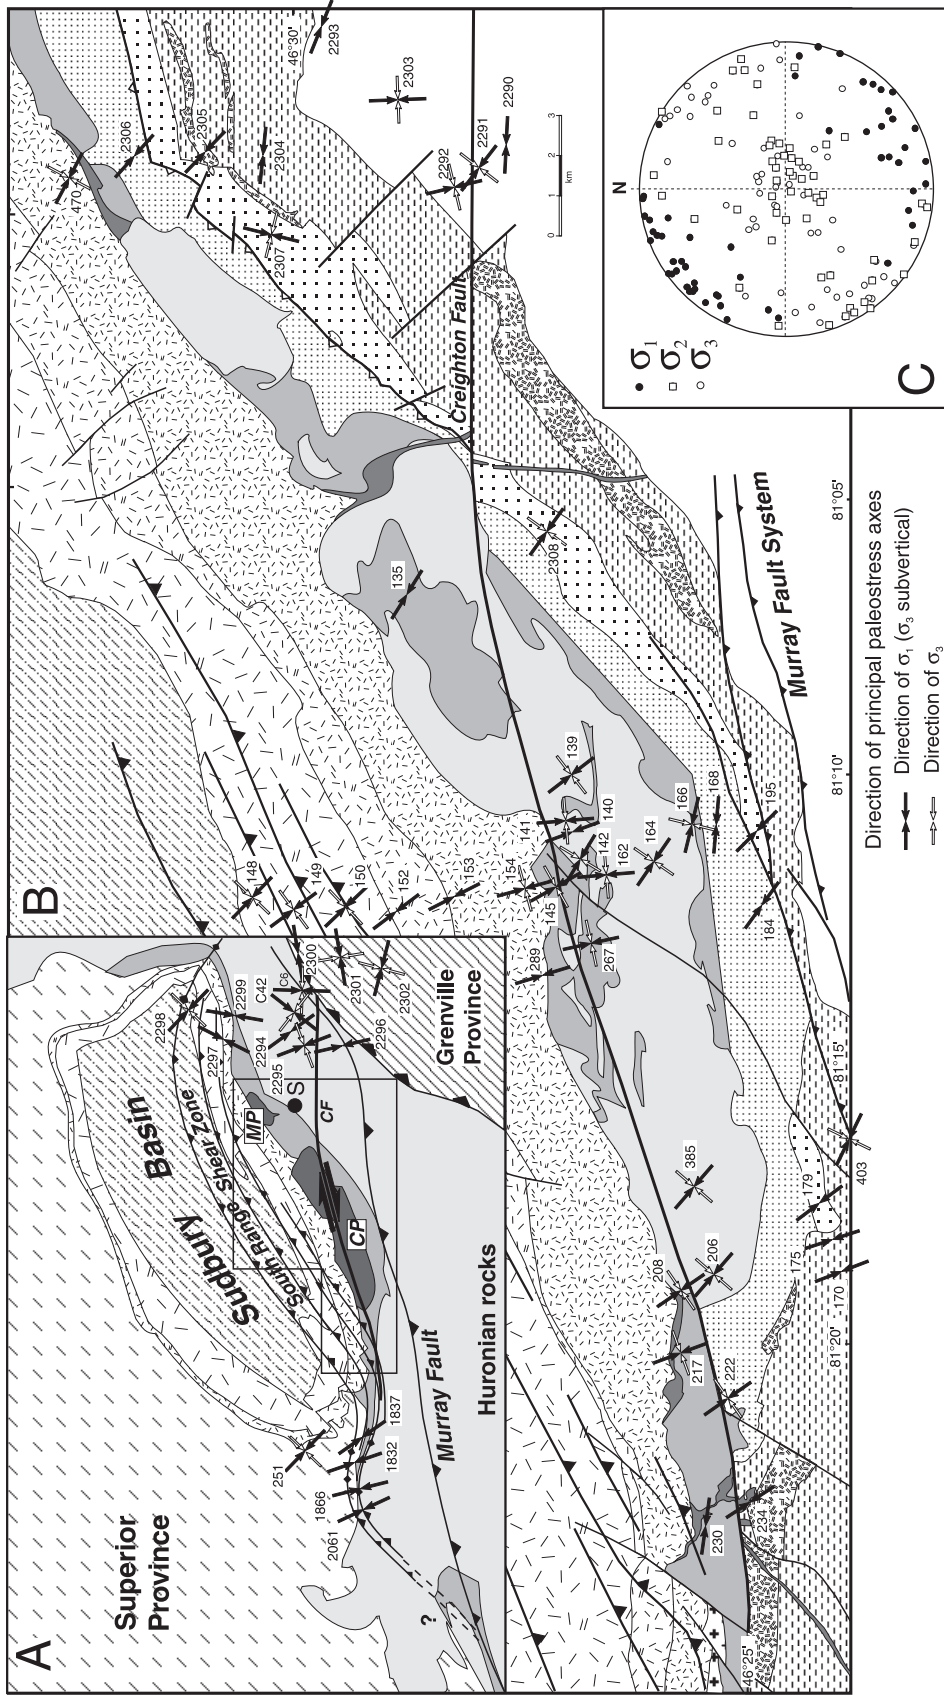 A
Superior
Province
Sudbury
Basin
South Range Shear Zone
MP
CP
CF
S
Murray Fault
Huronian rocks
Grenville
Province
?
251
2061
1866
1832
1837
2298
2297
2299
2294
2295
C42
C6
2300
2301
2302
2296
B
148
149
150
152
153
154
145
141
140
142
139
162
164
166
168
195
184
289
267
385
208
206
217
222
230
234
170
175
179
403
135
2308
470
2306
2305
2304
2307
2303
2293
2292
2291
2290
Creighton Fault
Murray Fault System
46°30'
46°25'
81°05'
81°10'
81°15'
81°20'
0 1 2 3
km
C
N
σ1
σ2
σ3
Direction of principal paleostress axes
Direction of σ1 (σ3 subvertical)
Direction of σ3